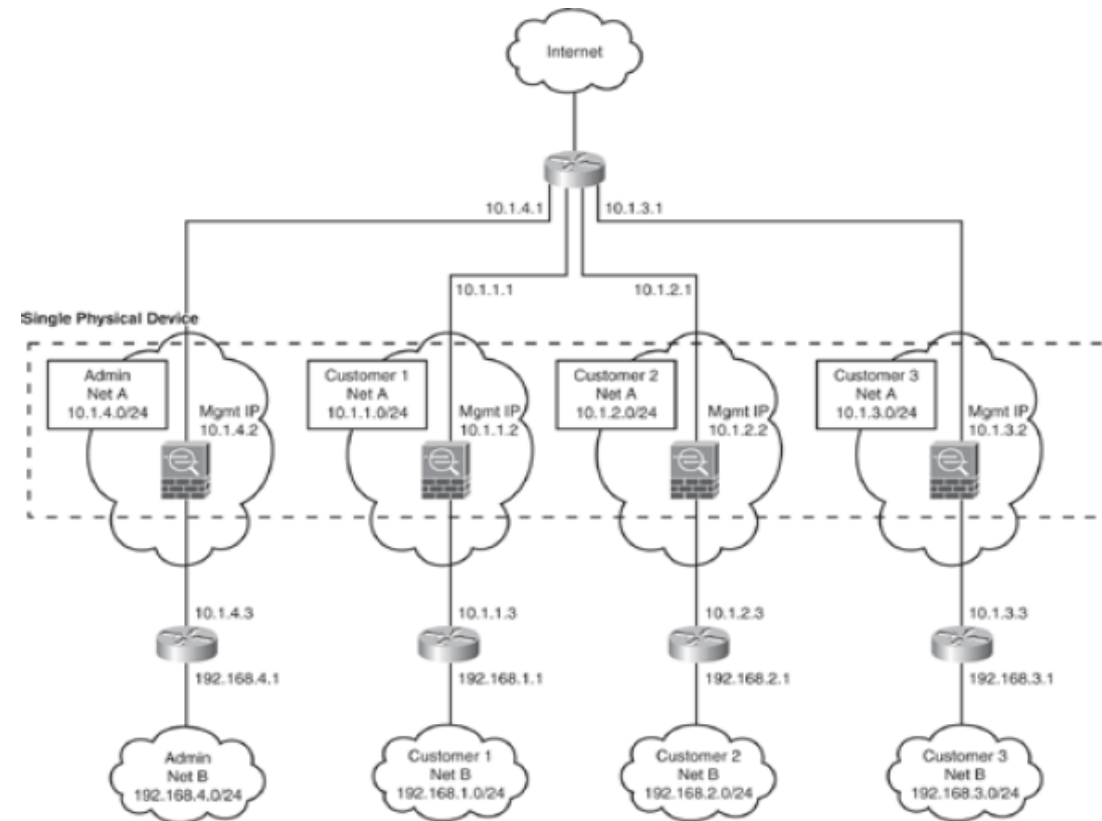 Internet
10.1.4.1
10.1.3.1
10.1.1.1
10.1.2.1
Single Physical Device
Admin
Net A
10.1.4.0/24
Mgmt IP
10.1.4.2
Customer 1
Net A
10.1.1.0/24
Mgmt IP
10.1.1.2
Customer 2
Net A
10.1.2.0/24
Mgmt IP
10.1.2.2
Customer 3
Net A
10.1.3.0/24
Mgmt IP
10.1.3.2
10.1.4.3
10.1.1.3
10.1.2.3
10.1.3.3
192.168.4.1
192.168.1.1
192.168.2.1
192.168.3.1
Admin
Net B
192.168.4.0/24
Customer 1
Net B
192.168.1.0/24
Customer 2
Net B
192.168.2.0/24
Customer 3
Net B
192.168.3.0/24